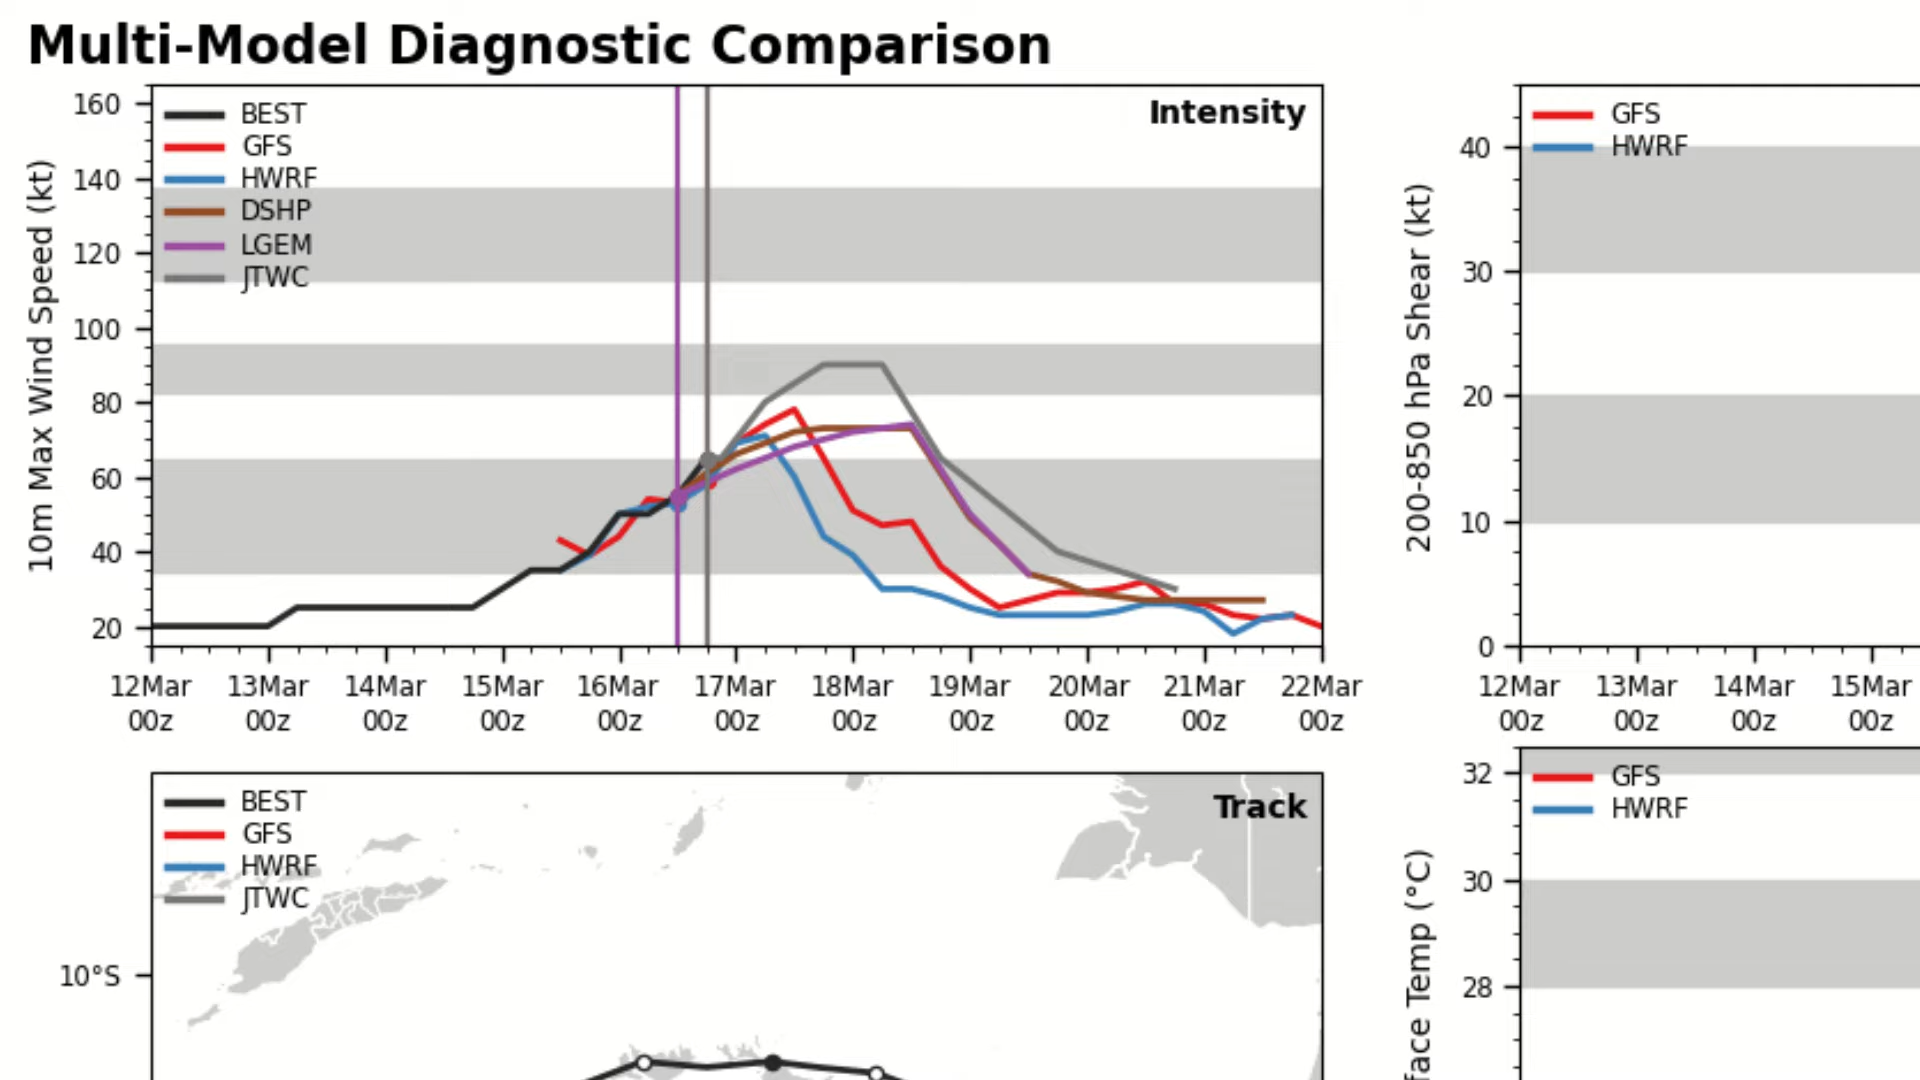 Multi-Model Diagnostic Comparison
10m Max Wind Speed (kt)
160
140
120
100
80
60
40
20
BEST
GFS
HWRF
DSHP
LGEM
JTWC
Intensity
12Mar 13Mar 14Mar 15Mar 16Mar 17Mar 18Mar 19Mar 20Mar 21Mar 22Mar
00z 00z 00z 00z 00z 00z 00z 00z 00z 00z 00z
200-850 hPa Shear (kt)
40
30
20
10
0
GFS
HWRF
12Mar 13Mar 14Mar 15Mar
00z 00z 00z 00z
BEST
GFS
HWRF
JTWC
Track
10°S
face Temp (°C)
32
30
28
GFS
HWRF